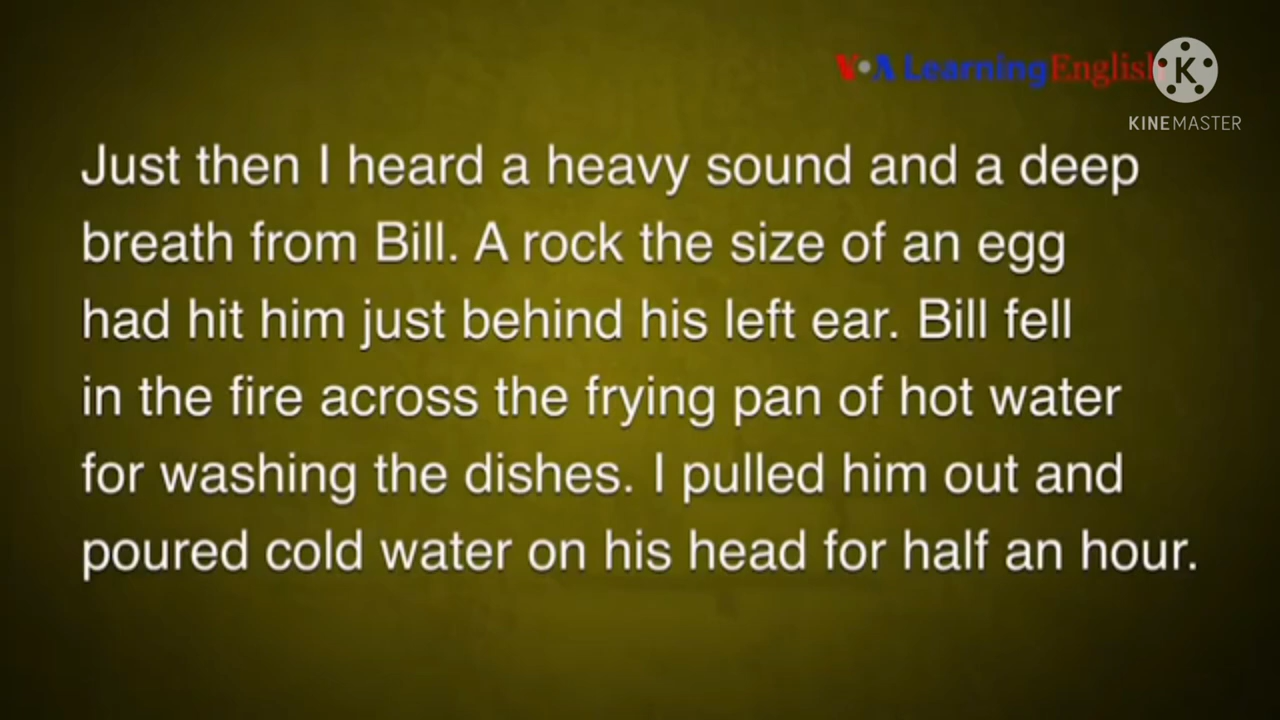 VOA Learning English
K
KINEMASTER
Just then I heard a heavy sound and a deep
breath from Bill. A rock the size of an egg
had hit him just behind his left ear. Bill fell
in the fire across the frying pan of hot water
for washing the dishes. I pulled him out and
poured cold water on his head for half an hour.